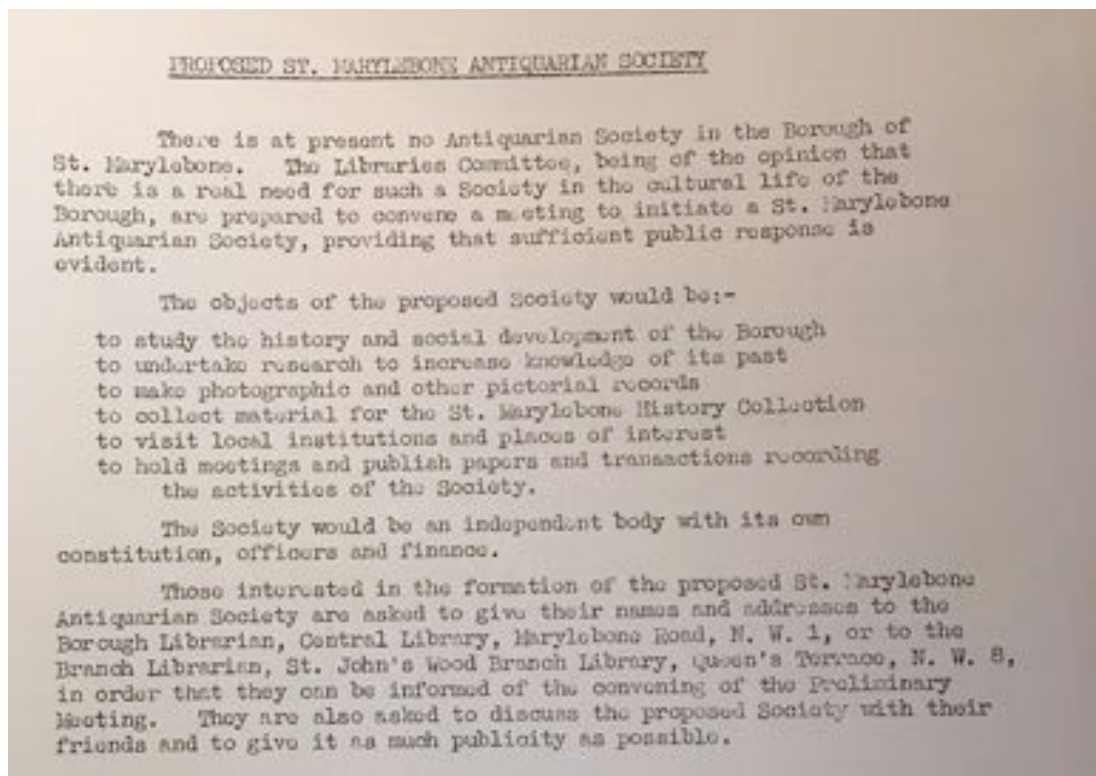 PROPOSED ST. MARYLEBONE ANTIQUARIAN SOCIETY
There is at present no Antiquarian Society in the Borough of
St. Marylebone. The Libraries Committee, being of the opinion that
there is a real need for such a Society in the cultural life of the
Borough, are prepared to convene a meeting to initiate a St. Marylebone
Antiquarian Society, providing that sufficient public response is
evident.
The objects of the proposed Society would be:-
to study the history and social development of the Borough
to undertake research to increase knowledge of its past
to make photographic and other pictorial records
to collect material for the St. Marylebone History Collection
to visit local institutions and places of interest
to hold meetings and publish papers and transactions recording
the activities of the Society.
The Society would be an independent body with its own
constitution, officers and finance.
Those interested in the formation of the proposed St. Marylebone
Antiquarian Society are asked to give their names and addresses to the
Borough Librarian, Central Library, Marylebone Road, N. W. 1, or to the
Branch Librarian, St. John's Wood Branch Library, Queen's Terrace, N. W. 8,
in order that they can be informed of the convening of the Preliminary
Meeting. They are also asked to discuss the proposed Society with their
friends and to give it as much publicity as possible.